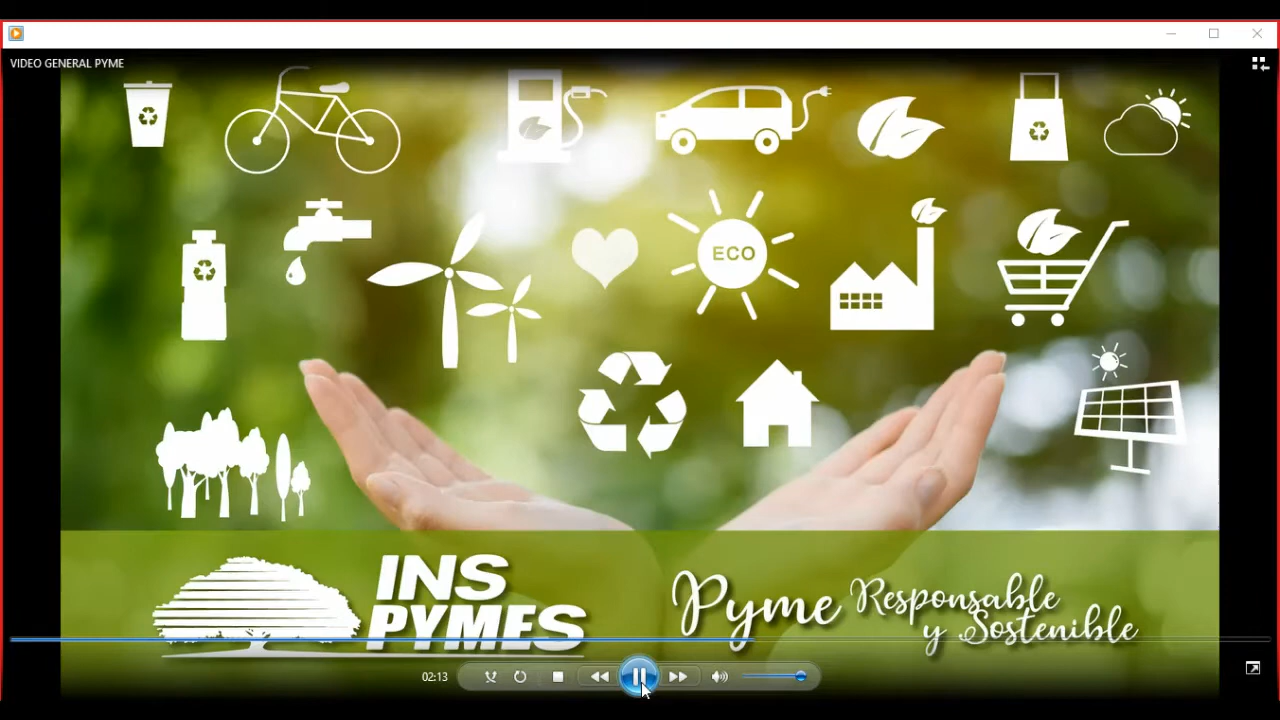 VIDEO GENERAL PYME
ECO
INS
PYMES
Pyme Responsable
y Sostenible
02:13